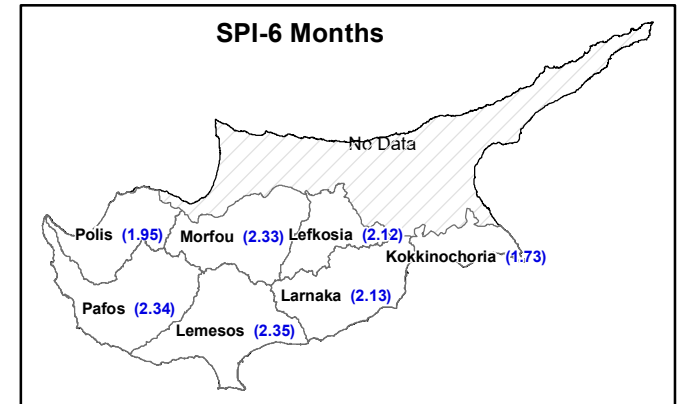 SPI-6 Months
No Data
Polis (1.95)
Morfou (2.33)
Lefkosia (2.12)
Kokkinochoria (1.73)
Larnaka (2.13)
Pafos (2.34)
Lemesos (2.35)